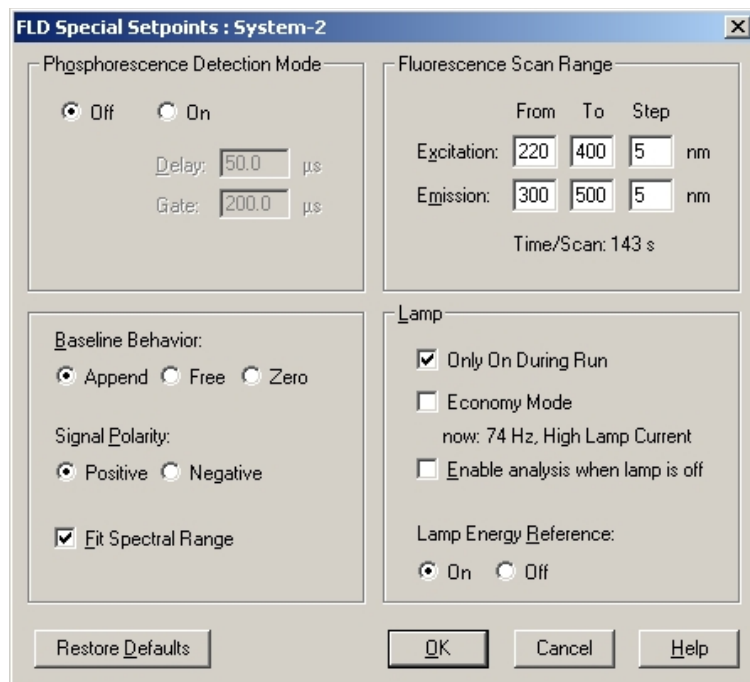 FLD Special Setpoints : System-2
Phosphorescence Detection Mode
Off On
Delay: 50.0 µs
Gate: 200.0 µs
Fluorescence Scan Range
From To Step
Excitation: 220 400 5 nm
Emission: 300 500 5 nm
Time/Scan: 143 s
Baseline Behavior:
Append Free Zero
Signal Polarity:
Positive Negative
Fit Spectral Range
Lamp
Only On During Run
Economy Mode
now: 74 Hz, High Lamp Current
Enable analysis when lamp is off
Lamp Energy Reference:
On Off
Restore Defaults OK Cancel Help